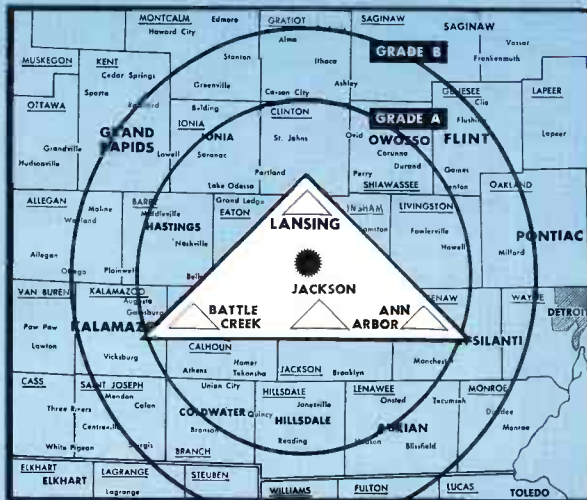 MONTCALM Edmore GRATIOT SAGINAW
Howard City Alma SAGINAW
GRADE B
Vassar
Frankenmuth
MUSKEGON KENT Stanton Ithaca
Cedar Springs Ashley GENESEE LAPEER
Sparta Greenville Carson City Clio
OTTAWA Belding Flushing
IONIA CLINTON GRADE A
GRAND RAPIDS IONIA St. Johns Ovid OWOSSO FLINT Lapeer
Grandville Lowell Saranac Corunna
Hudsonville Portland Perry Durand Gaines
Lake Odessa SHIAWASSEE Fenton
ALLEGAN Moline BARRY Grand Ledge LIVINGSTON OAKLAND
Wayland Middleville EATON LANSING
HASTINGS Fowlerville PONTIAC
Allegan Nashville Howell Milford
Otsego Plainwell
VAN BUREN KALAMAZOO JACKSON WAYNE
Augusta DETROIT
Galesburg BATTLE CREEK ANN ARBOR
Paw Paw KALAMAZOO SILANTI
Lawton Vicksburg CALHOUN Manchester
Athens Homer Tekonsha JACKSON Brooklyn
CASS SAINT JOSEPH Union City HILLSDALE LENAWEE MONROE
Mendon Colon Jonesville Onsted Tecumseh Dundee
Three Rivers COLDWATER Quincy HILLSDALE ADRIAN Monroe
Centreville Bronson Reading Hudson Blissfield
White Pigeon Sturgis BRANCH
ELKHART LAGRANGE STEUBEN
ELKHART Lagrange WILLIAMS FULTON LUCAS TOLEDO